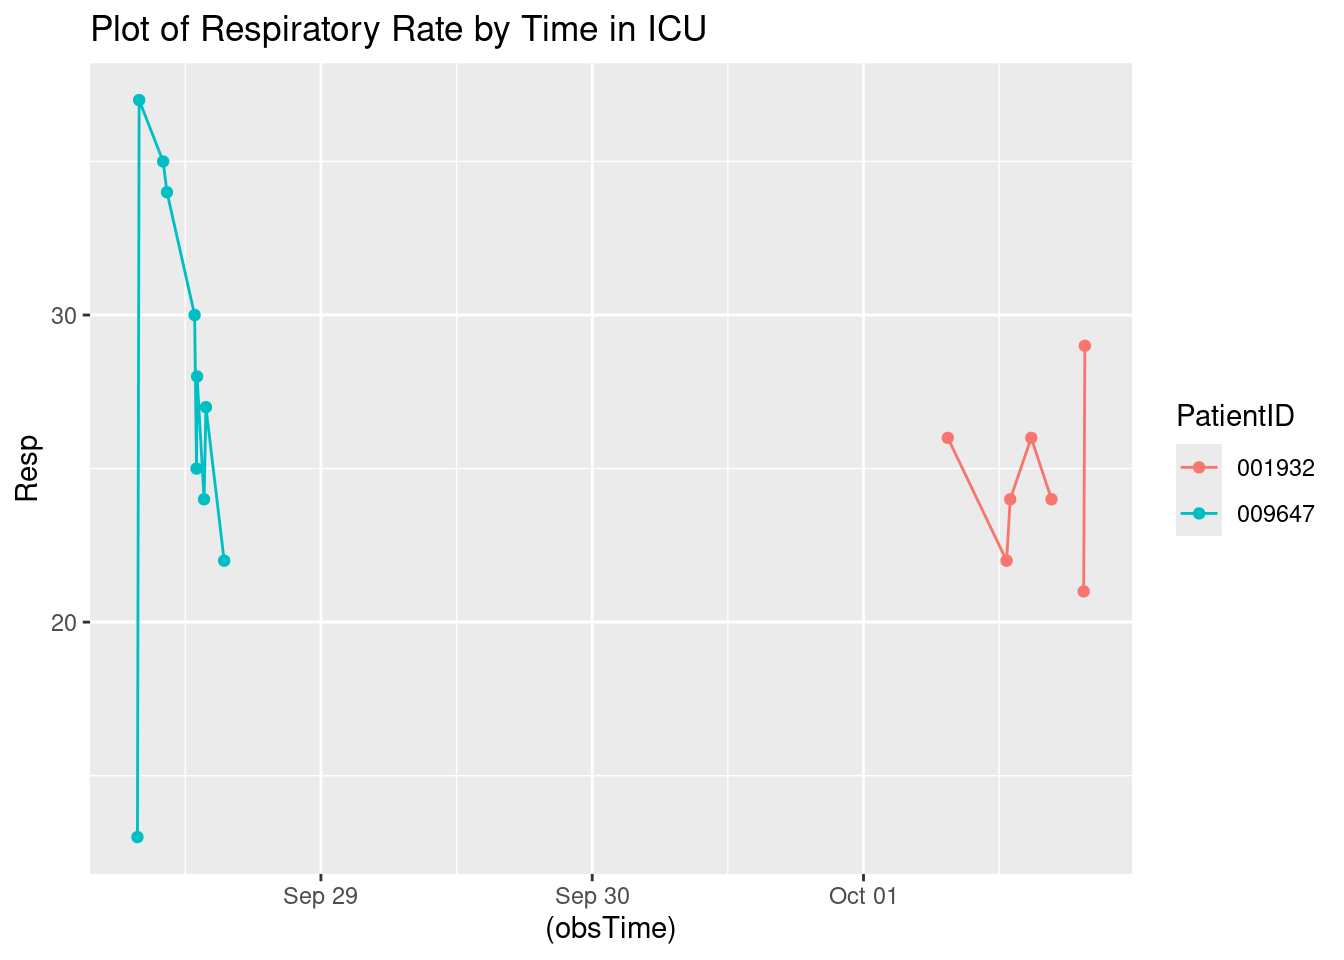 Plot of Respiratory Rate by Time in ICU
Resp
30
20
Sep 29
Sep 30
Oct 01
(obsTime)
PatientID
001932
009647